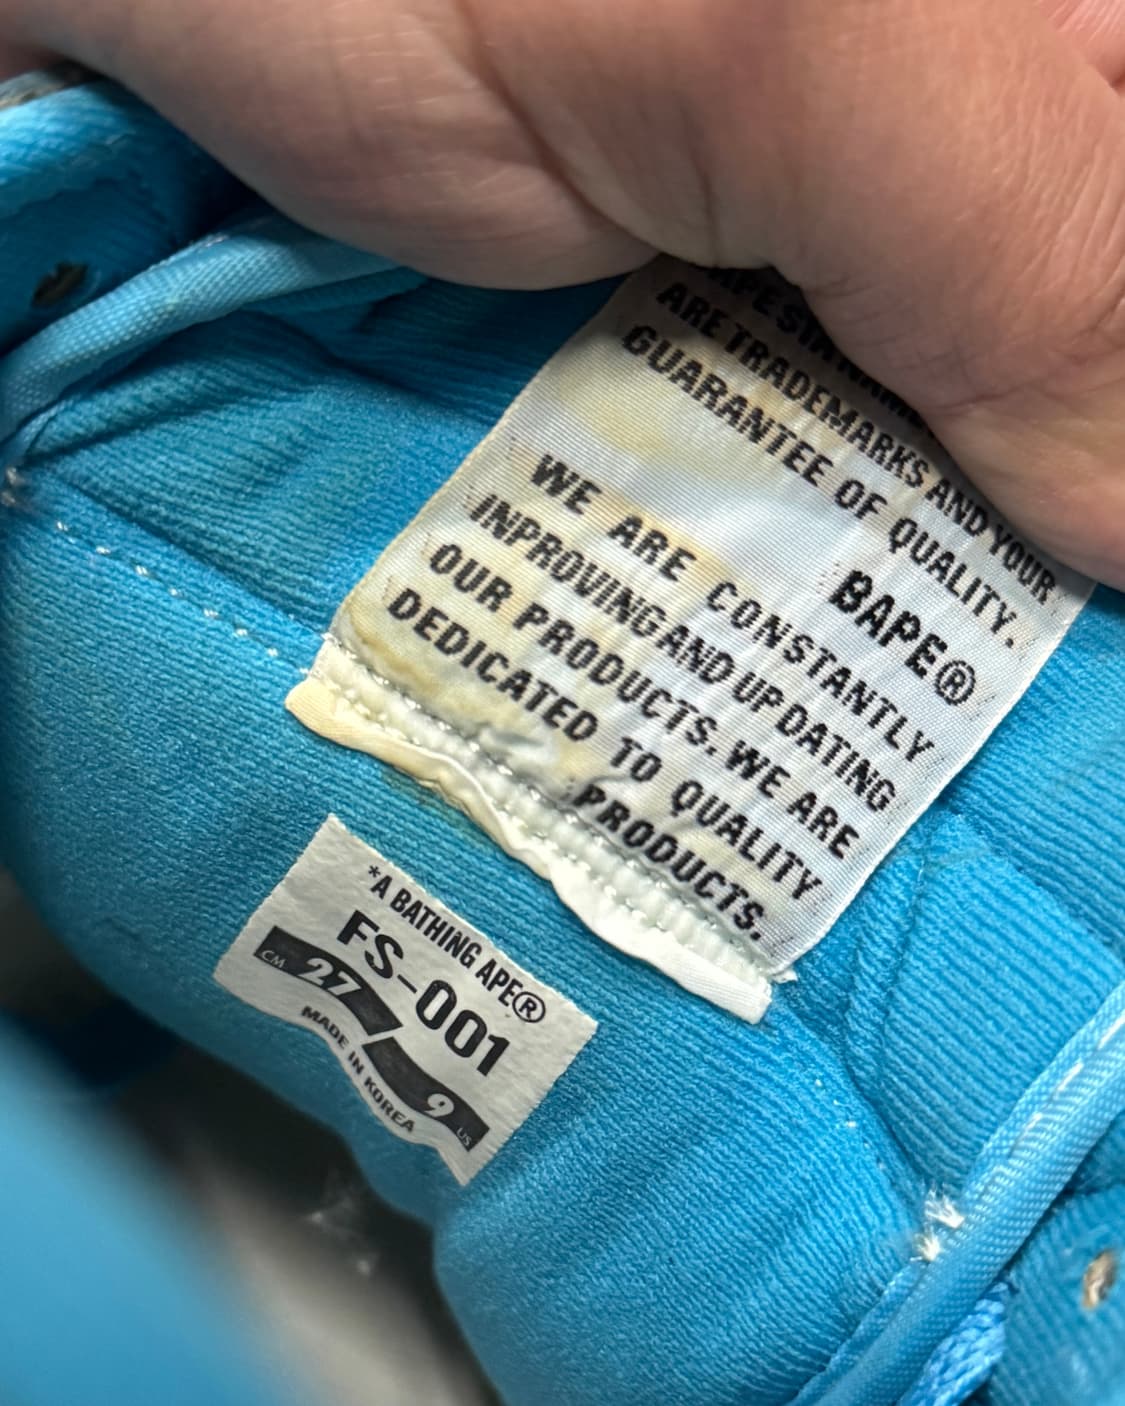 ARE TRADEMARKS AND YOUR
GUARANTEE OF QUALITY.
BAPE®
WE ARE CONSTANTLY
INPROVING AND UP DATING
OUR PRODUCTS. WE ARE
DEDICATED TO QUALITY
PRODUCTS.
*A BATHING APE®
FS-001
CM 27
9 US
MADE IN KOREA